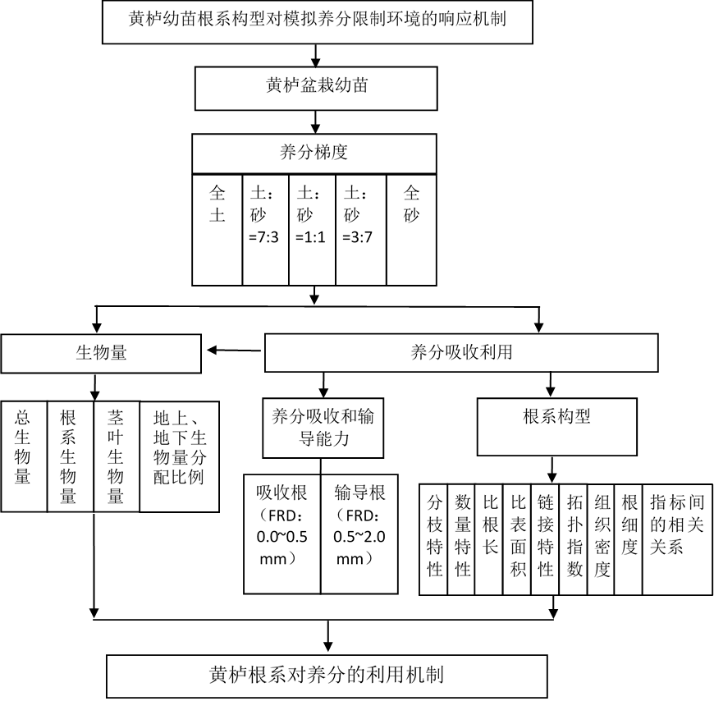 黄栌幼苗根系构型对模拟养分限制环境的响应机制
黄栌盆栽幼苗
养分梯度
全土
土：砂=7:3
土：砂=1:1
土：砂=3:7
全砂
生物量
养分吸收利用
总生物量
根系生物量
茎叶生物量
地上、
地下生
物量分
配比例
养分吸收和输
导能力
吸收根
（FRD：
0.0~0.5
mm）
输导根
（FRD：
0.5~2.0
mm）
根系构型
分枝特性
数量特性
比根长
比表面积
链接特性
拓扑指数
组织密度
根细度
指标间
的相关
关系
黄栌根系对养分的利用机制